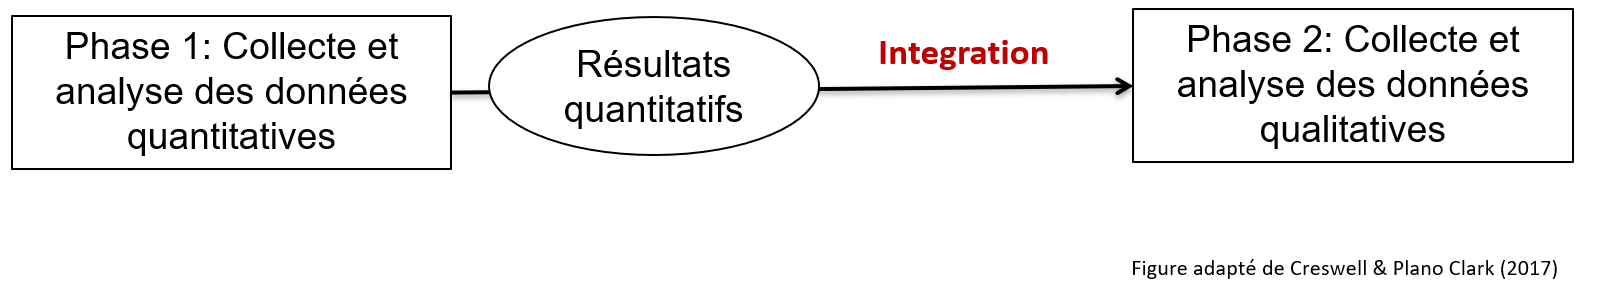 Phase 1: Collecte et
analyse des données
quantitatives
Résultats
quantitatifs
Integration
Phase 2: Collecte et
analyse des données
qualitatives
Figure adapté de Creswell & Plano Clark (2017)